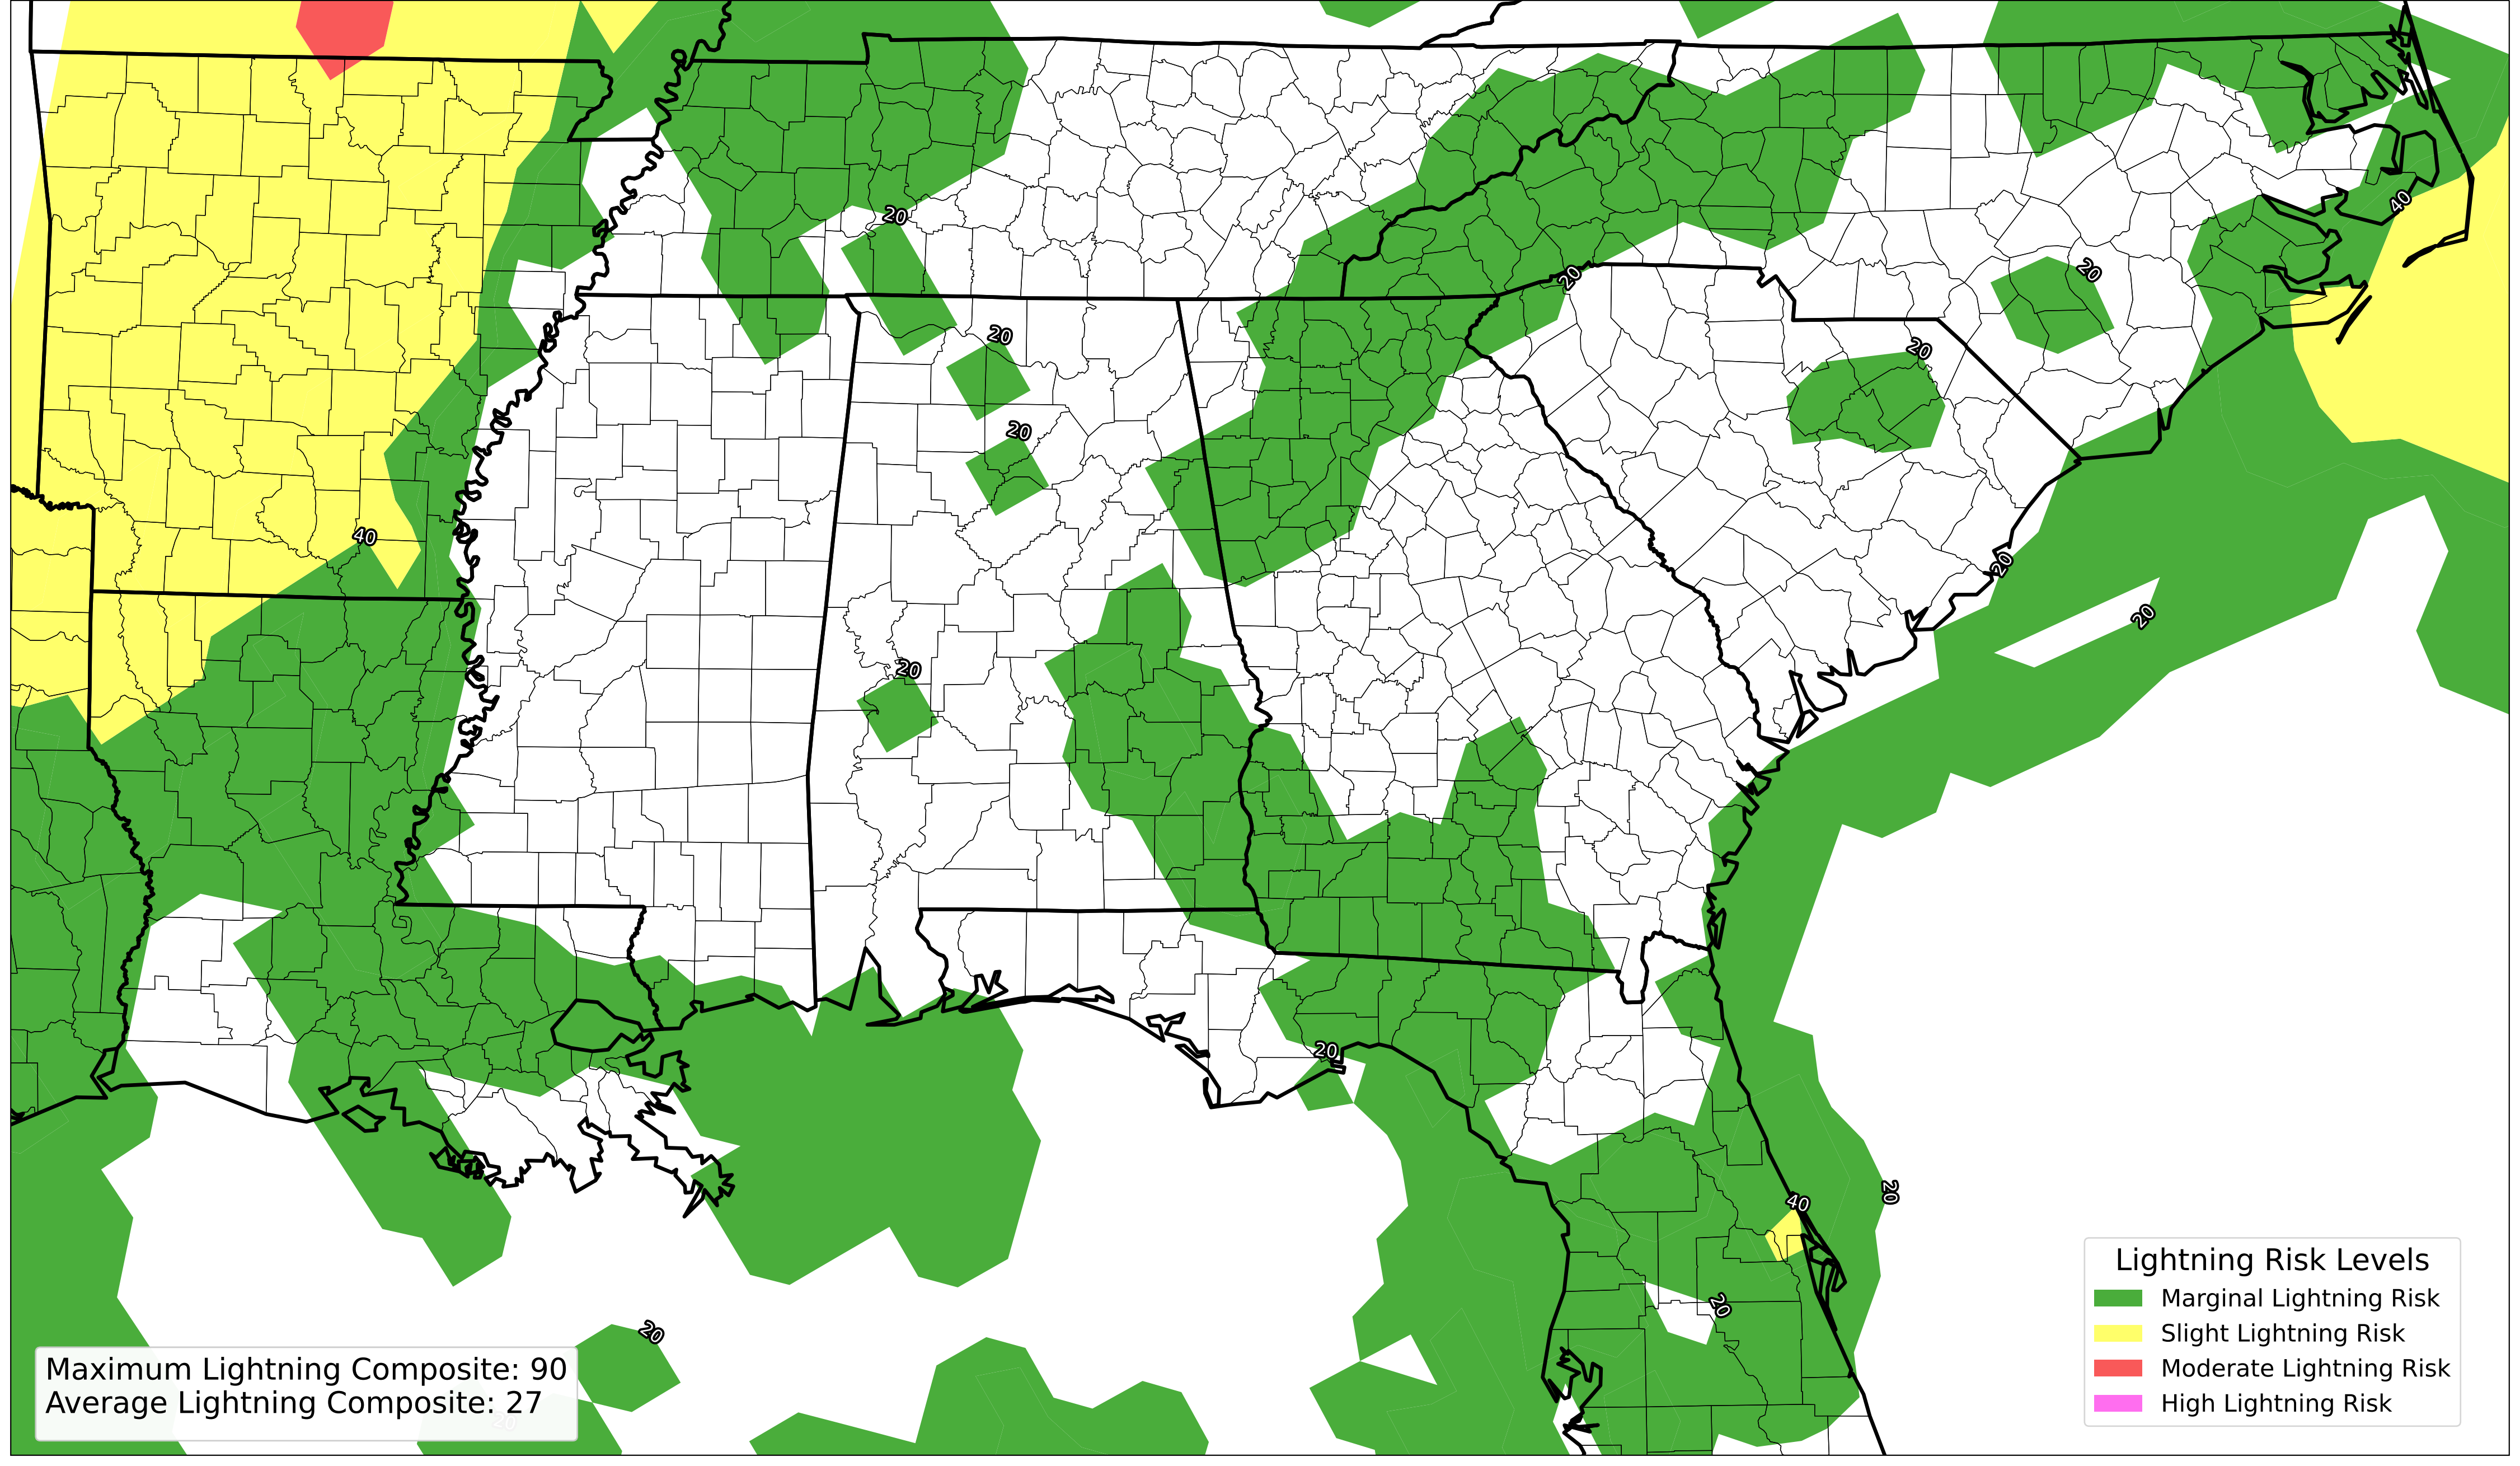 20
20
20
40
20
20
20
20
40
20
20
20
20
40
20
20
20
20
Lightning Risk Levels
Marginal Lightning Risk
Slight Lightning Risk
Moderate Lightning Risk
High Lightning Risk
Maximum Lightning Composite: 90
Average Lightning Composite: 27